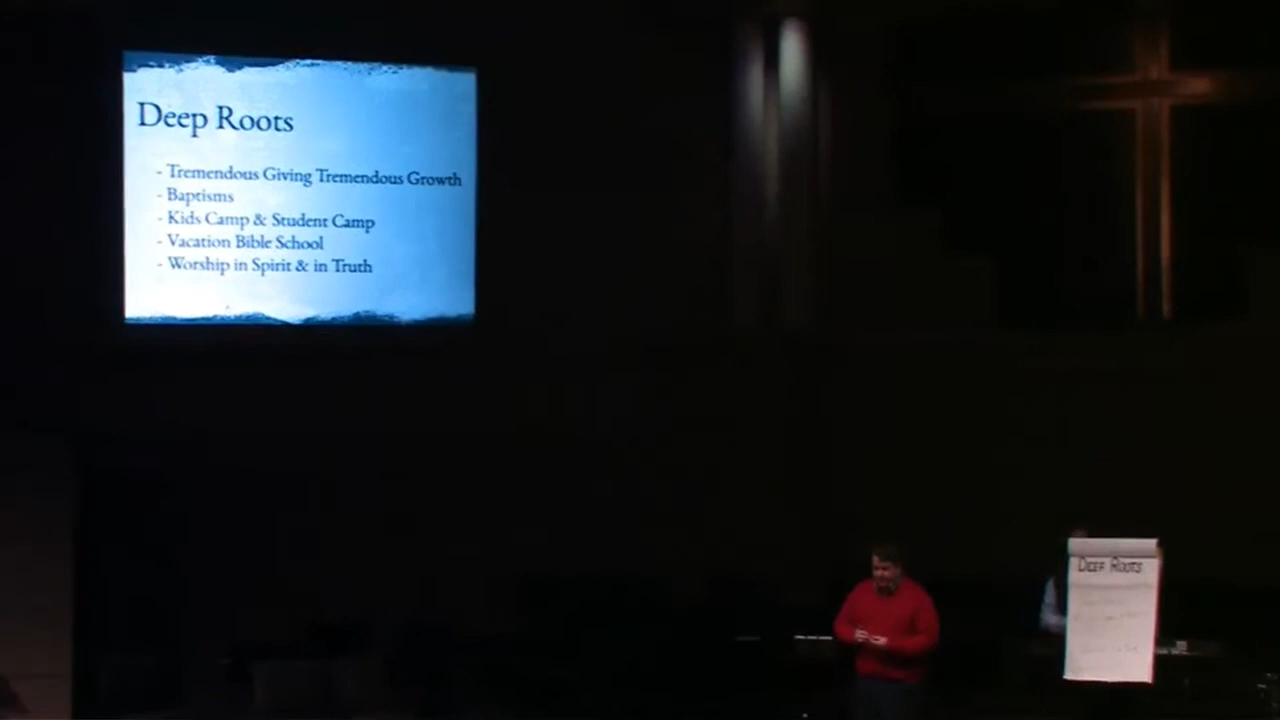 Deep Roots
- Tremendous Giving Tremendous Growth
- Baptisms
- Kids Camp & Student Camp
- Vacation Bible School
- Worship in Spirit & in Truth
DEEP ROOTS